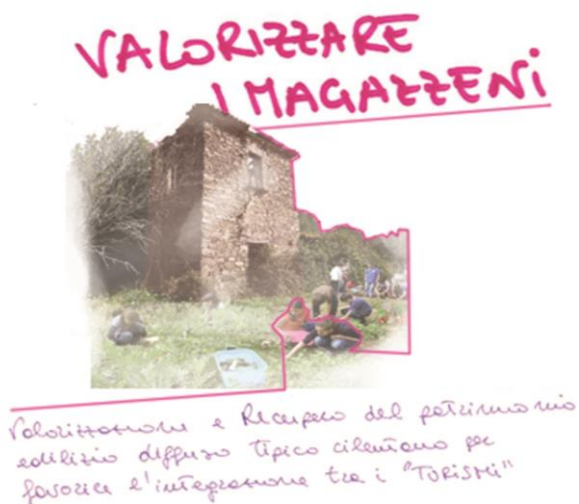 VALORIZZARE
I MAGAZZENI
Valorizzazione e Recupero del patrimonio
edilizio diffuso tipico cilentano per
favorire l'integrazione tra i "TURISMI"